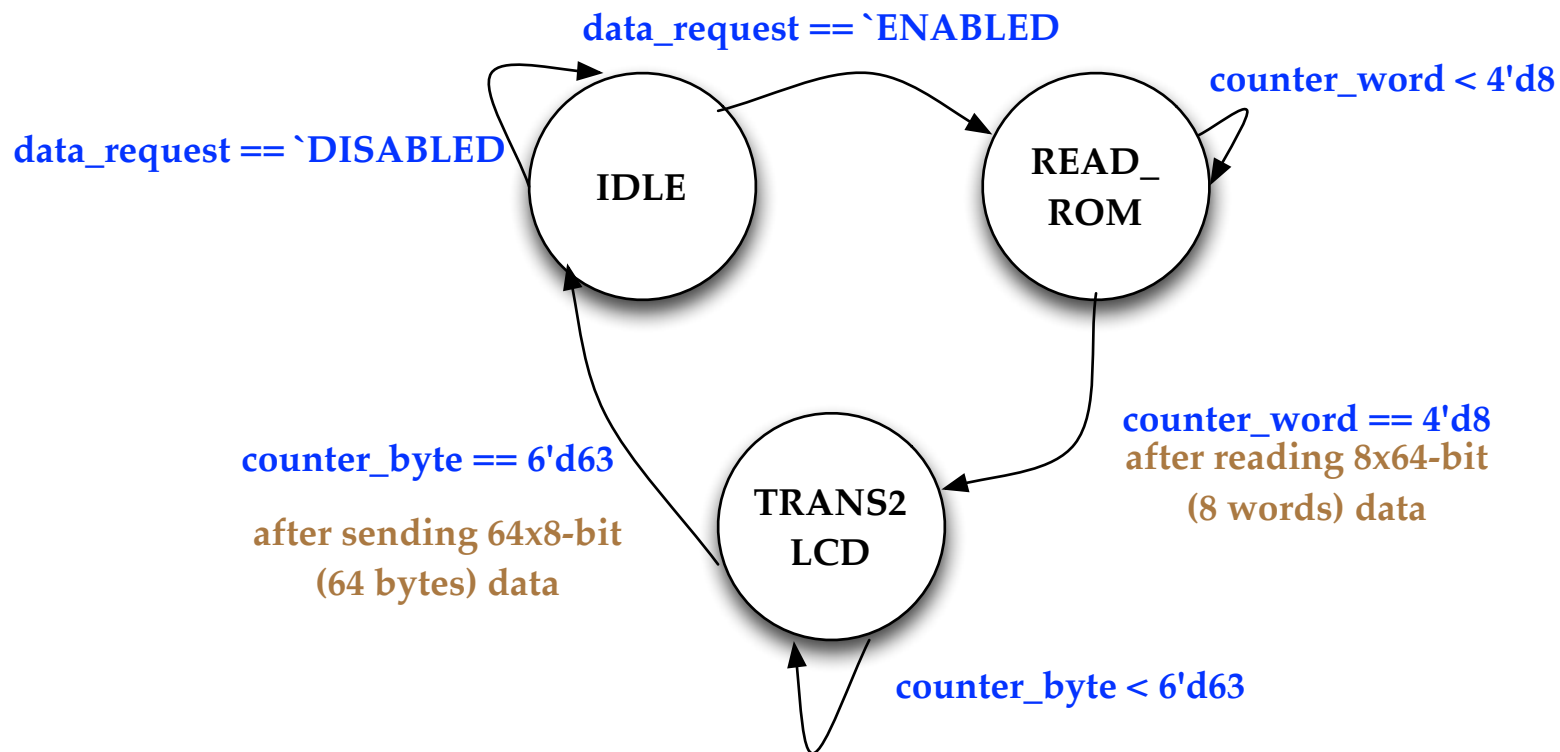 data_request == `ENABLED
counter_word < 4'd8
data_request == `DISABLED
IDLE
READ_
ROM
counter_word == 4'd8
after reading 8x64-bit
(8 words) data
counter_byte == 6'd63
after sending 64x8-bit
(64 bytes) data
TRANS2
LCD
counter_byte < 6'd63